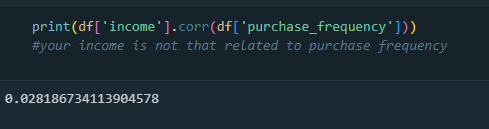 print(df['income'].corr(df['purchase_frequency']))
#your income is not that related to purchase frequency
0.028186734113904578